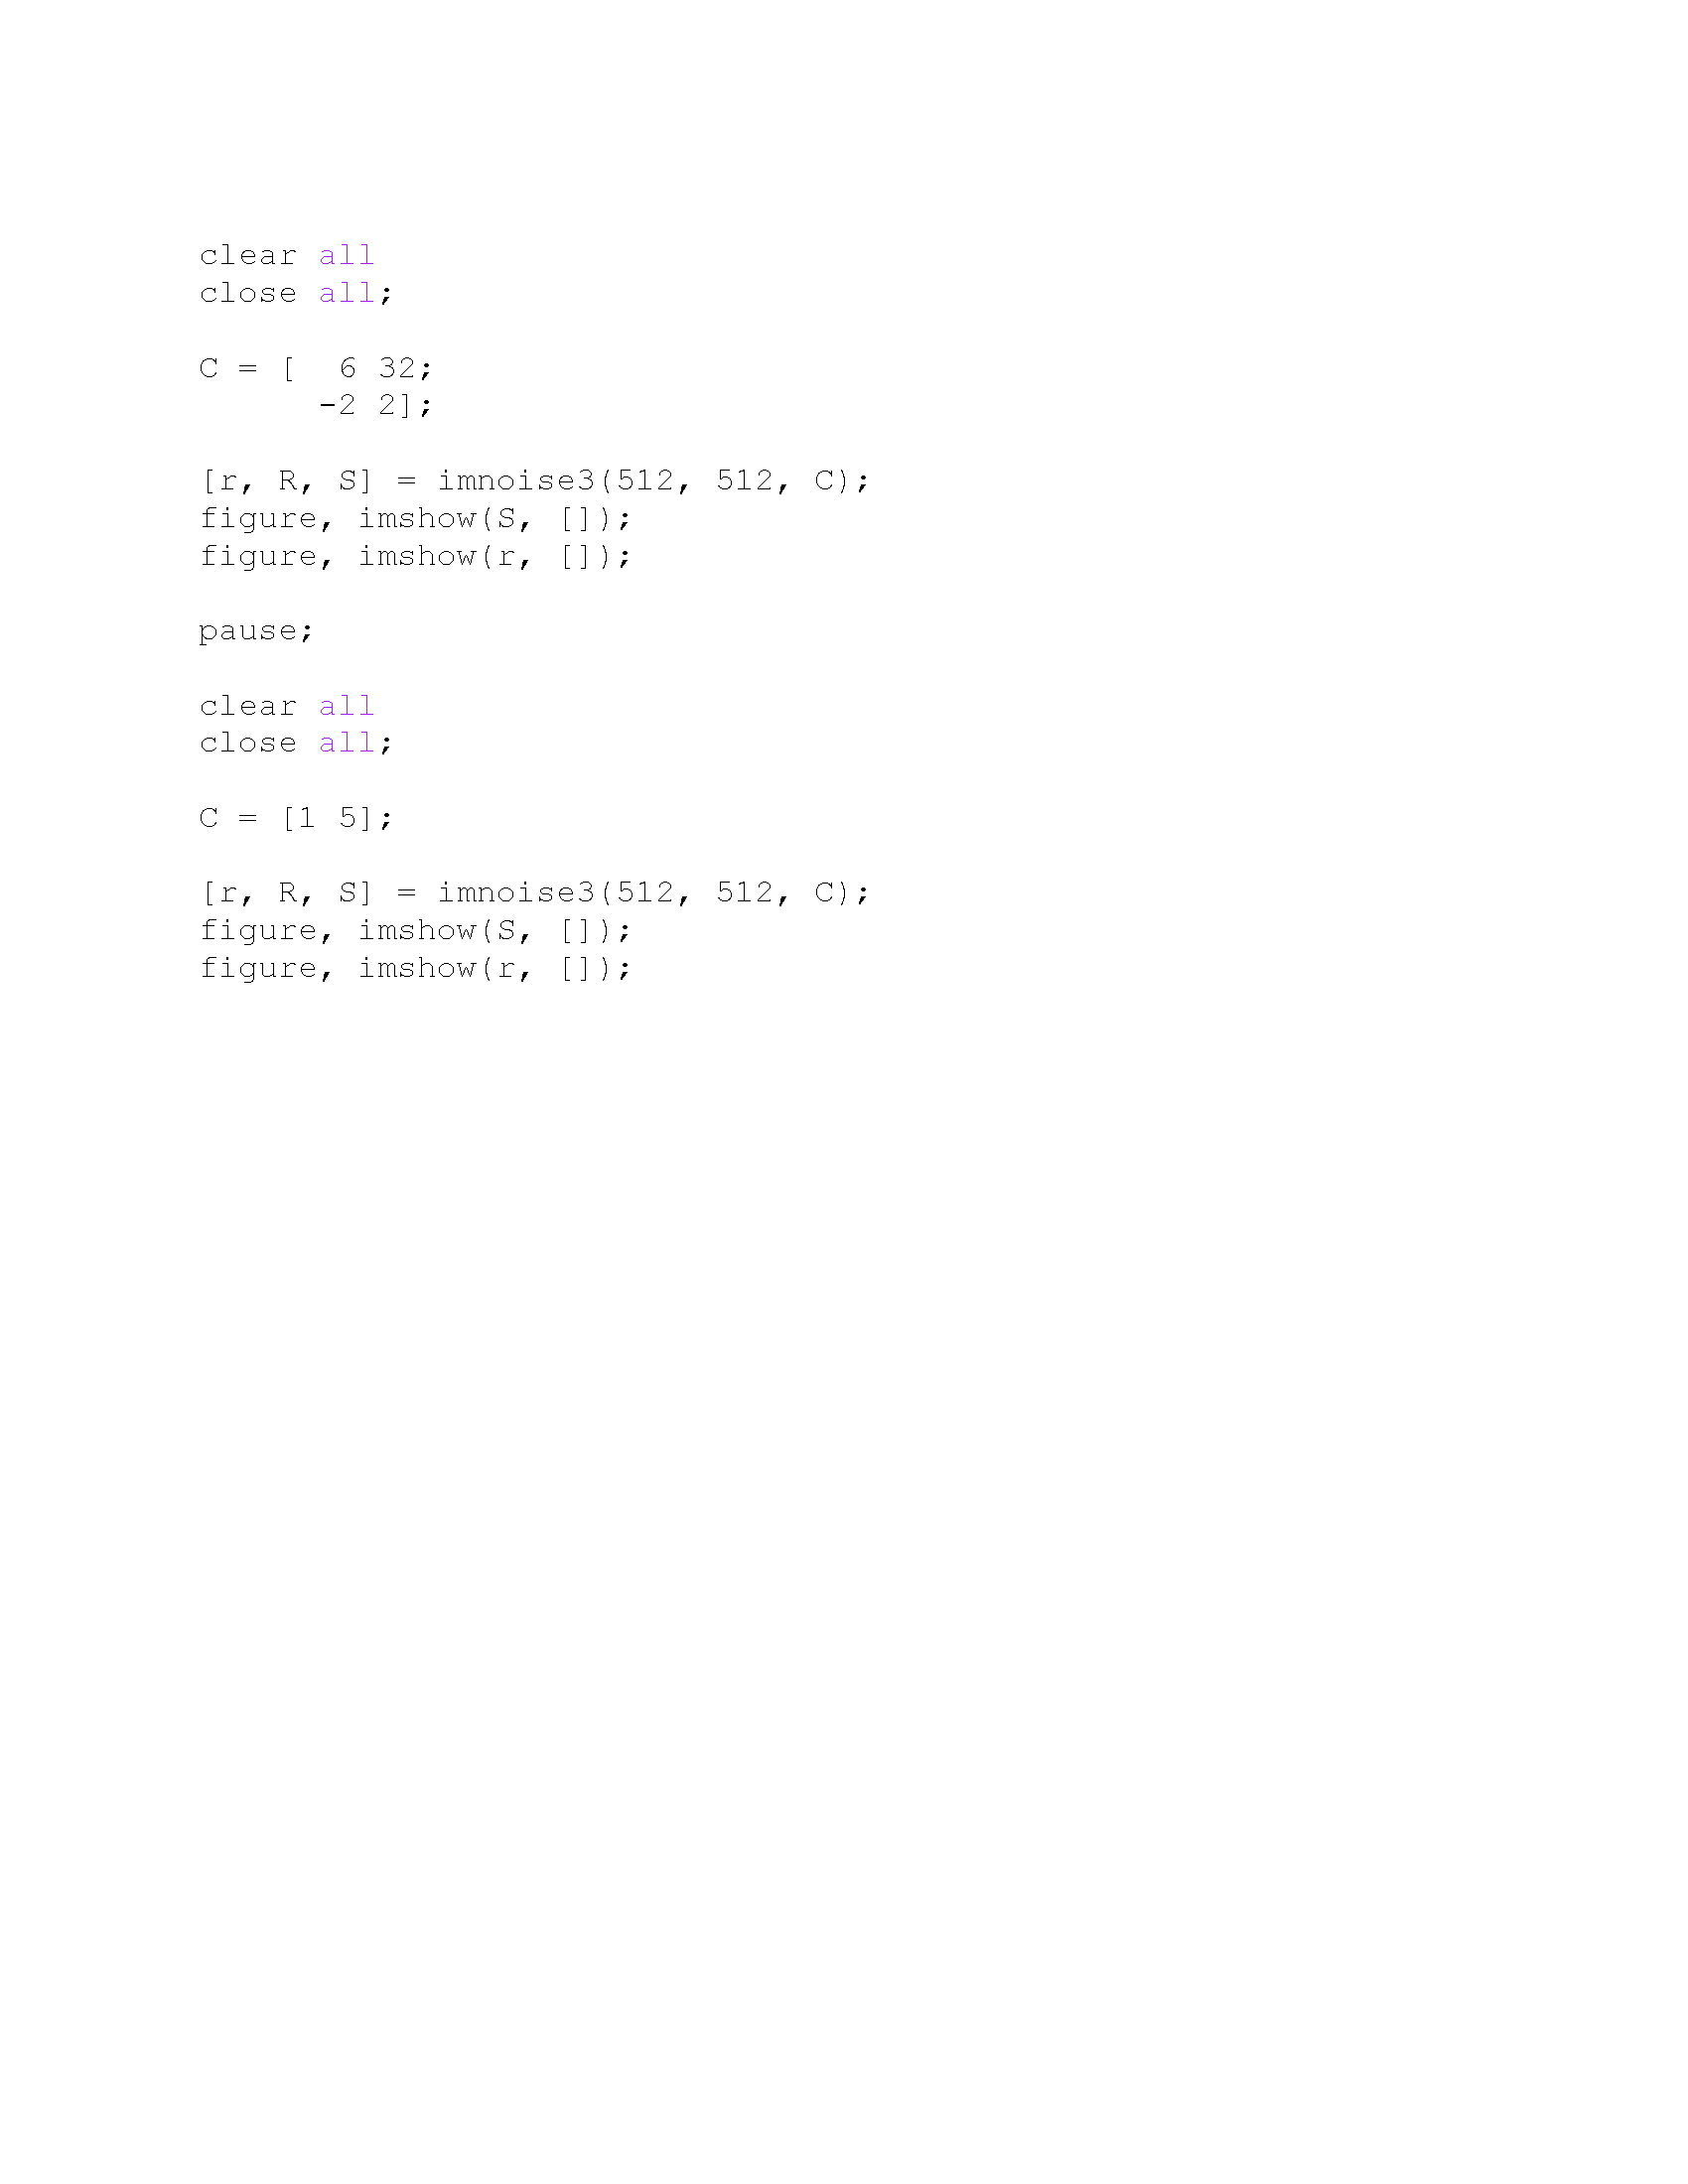 clear all
close all;
C = [  6 32;
      -2 2];
[r, R, S] = imnoise3(512, 512, C);
figure, imshow(S, []);
figure, imshow(r, []);
pause;
clear all
close all;
C = [1 5];
[r, R, S] = imnoise3(512, 512, C);
figure, imshow(S, []);
figure, imshow(r, []);